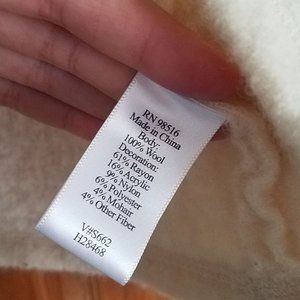 RN 98516
Made in China
Body:
100% Wool
Decoration:
61% Rayon
16% Acrylic
9% Nylon
6% Polyester
4% Mohair
4% Other Fiber
V#S662
H28468